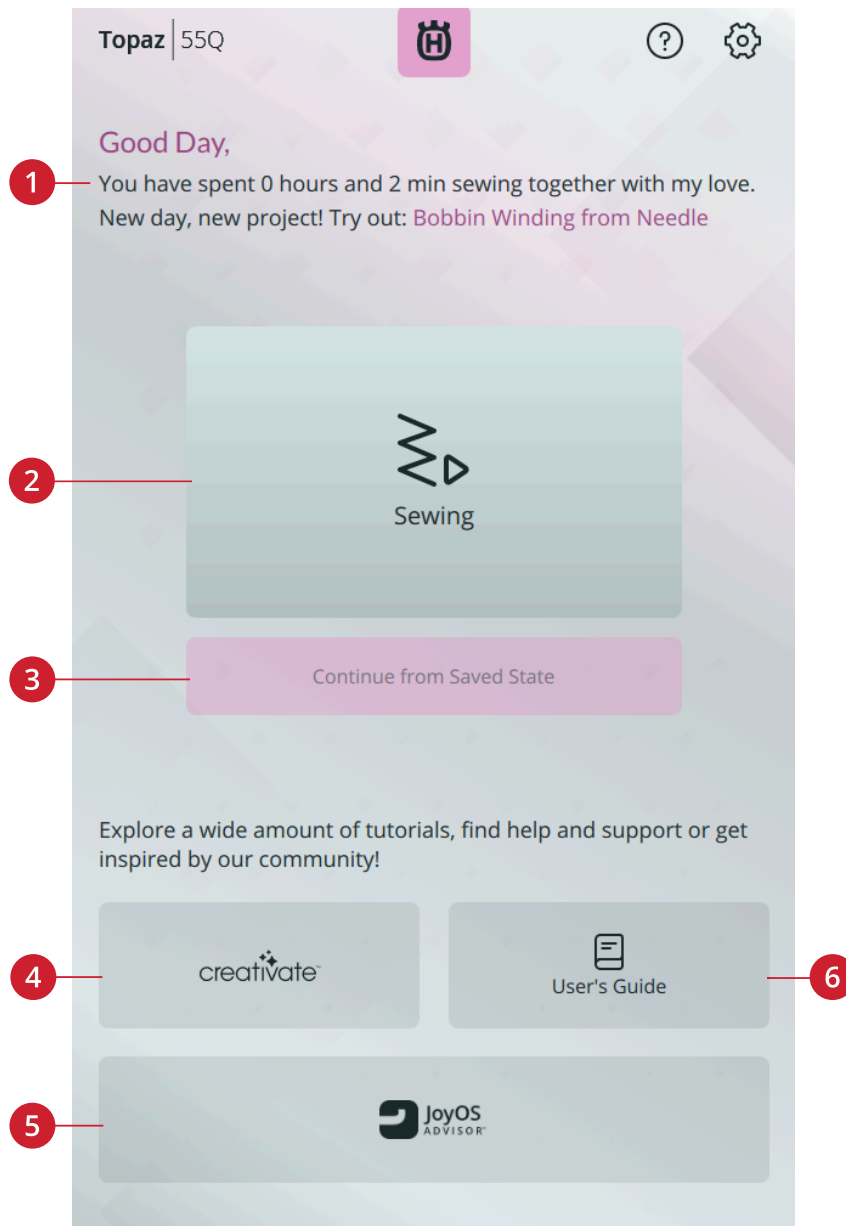 Topaz 55Q
Good Day,
1
You have spent 0 hours and 2 min sewing together with my love.
New day, new project! Try out: Bobbin Winding from Needle
2
Sewing
3
Continue from Saved State
Explore a wide amount of tutorials, find help and support or get
inspired by our community!
4
creativate™
User's Guide
6
5
JoyOS
ADVISOR™